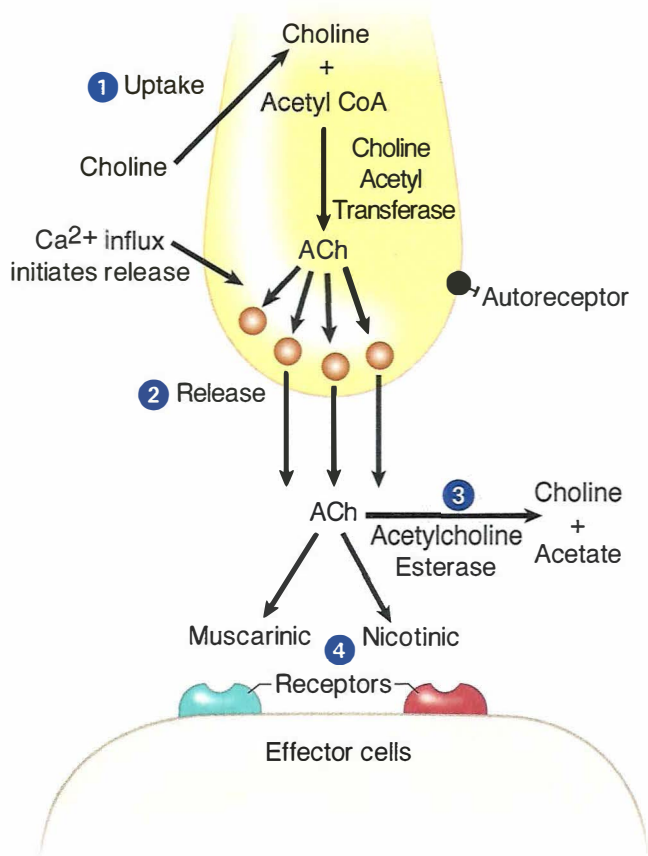 Choline
+
Acetyl CoA
1 Uptake
Choline
Choline
Acetyl
Transferase
Ca2+ influx
initiates release
ACh
Autoreceptor
2 Release
ACh
3
Acetylcholine
Esterase
Choline
+
Acetate
Muscarinic
4
Nicotinic
Receptors
Effector cells